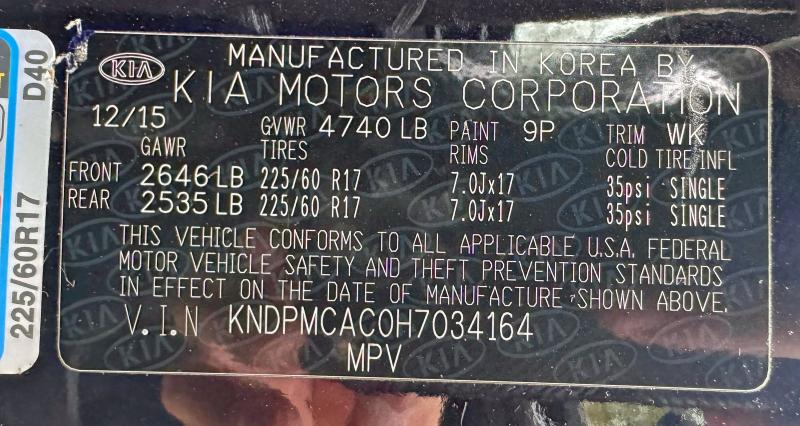 KIA
MANUFACTURED IN KOREA BY
KIA MOTORS CORPORATION
12/15 GVWR 4740 LB PAINT 9P TRIM WK
GAWR TIRES RIMS COLD TIRE INFL
FRONT 2646 LB 225/60 R17 7.0Jx17 35psi SINGLE
REAR 2535 LB 225/60 R17 7.0Jx17 35psi SINGLE
THIS VEHICLE CONFORMS TO ALL APPLICABLE U.S.A. FEDERAL
MOTOR VEHICLE SAFETY AND THEFT PREVENTION STANDARDS
IN EFFECT ON THE DATE OF MANUFACTURE SHOWN ABOVE.
V.I.N KNDPMCAC0H7034164
MPV
225/60R17 D40